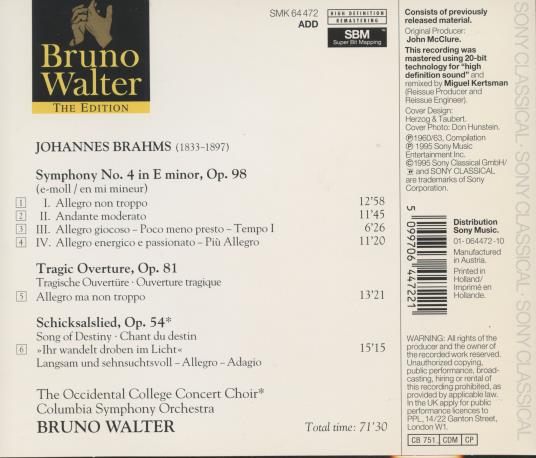 Bruno
Walter
THE EDITION
SMK 64472
ADD
HIGH DEFINITION
REMASTERING
SBM™
Super Bit Mapping
JOHANNES BRAHMS (1833–1897)
Symphony No. 4 in E minor, Op. 98
(e-moll / en mi mineur)
1 I. Allegro non troppo 12'58
2 II. Andante moderato 11'45
3 III. Allegro giocoso – Poco meno presto – Tempo I 6'26
4 IV. Allegro energico e passionato – Più Allegro 11'20
Tragic Overture, Op. 81
Tragische Ouvertüre · Ouverture tragique
5 Allegro ma non troppo 13'21
Schicksalslied, Op. 54*
Song of Destiny · Chant du destin
6 »Ihr wandelt droben im Licht« 15'15
Langsam und sehnsuchtsvoll – Allegro – Adagio
The Occidental College Concert Choir*
Columbia Symphony Orchestra
BRUNO WALTER
Total time: 71'30
Consists of previously
released material.
Original Producer:
John McClure.
This recording was
mastered using 20-bit
technology for "high
definition sound" and
remixed by Miguel Kertsman
(Reissue Producer and
Reissue Engineer).
Cover Design:
Herzog & Taubert.
Cover Photo: Don Hunstein.
℗1960/63, Compilation
℗ 1995 Sony Music
Entertainment Inc.
©1995 Sony Classical GmbH/
and SONY CLASSICAL
are trademarks of Sony
Corporation.
5 099706 447221
Distribution
Sony Music.
01-064472-10
Manufactured
in Austria.
Printed in
Holland/
Imprimé en
Hollande.
WARNING: All rights of the
producer and the owner of
the recorded work reserved.
Unauthorized copying,
public performance, broad-
casting, hiring or rental of
this recording prohibited, as
provided by applicable law.
In the UK apply for public
performance licences to
PPL, 14/22 Ganton Street,
London W1.
CB 751 CDM CP
SONY CLASSICAL · SONY CLASSICAL · SONY CLASSICAL · SONY CLASSICAL